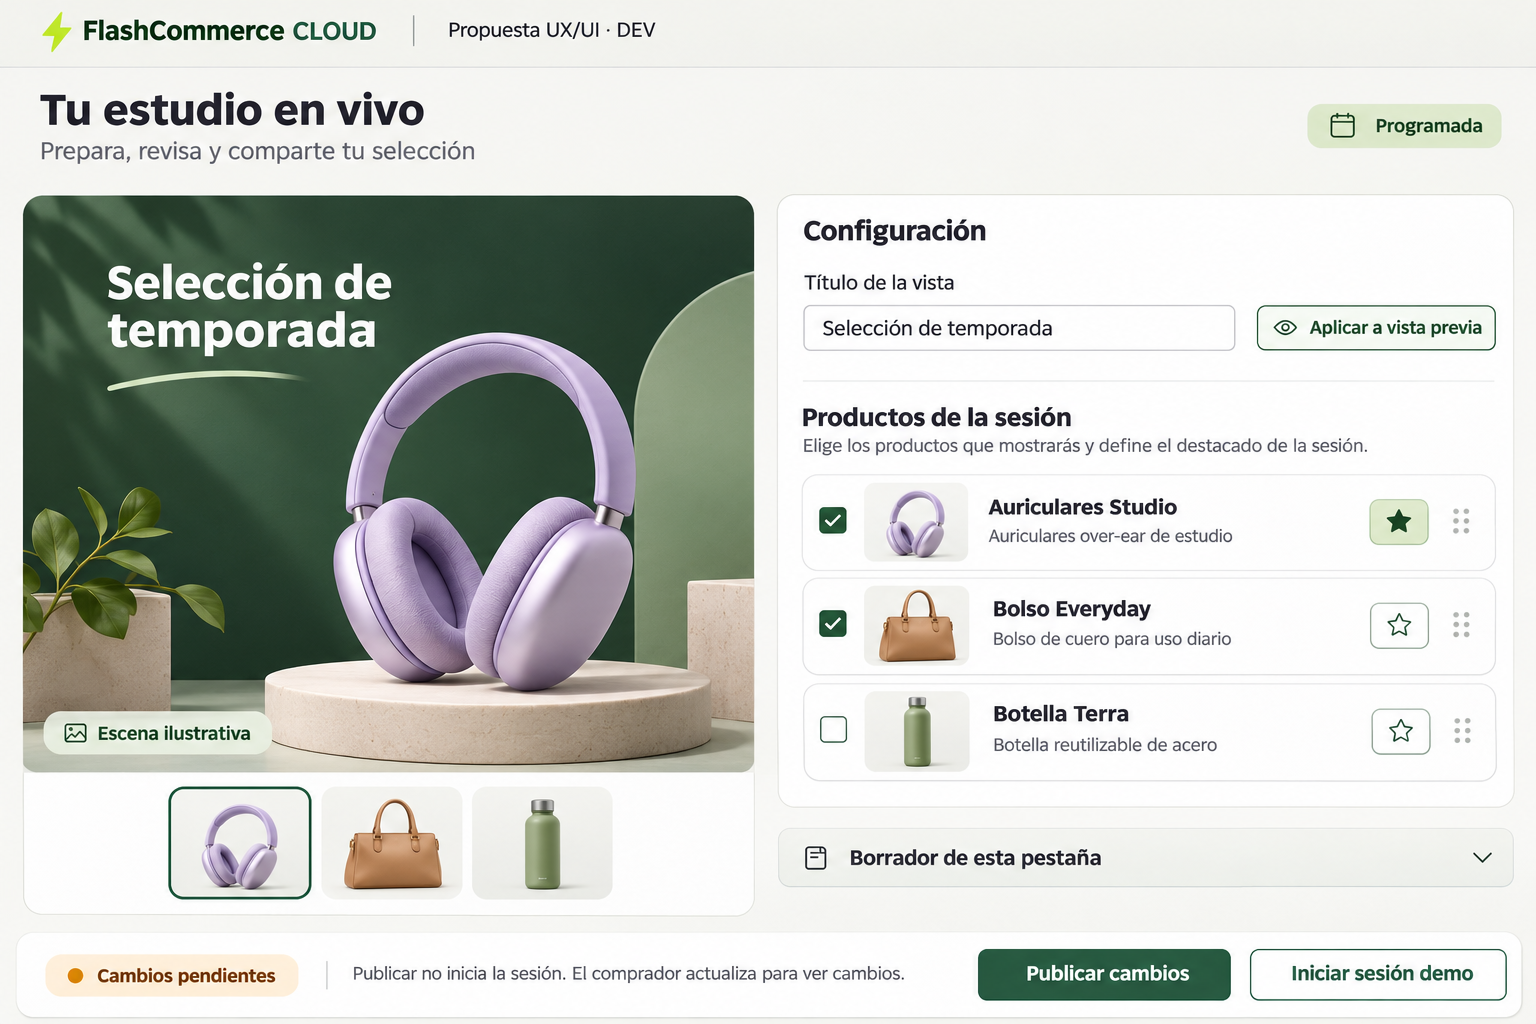 FlashCommerce CLOUD
Propuesta UX/UI · DEV
Tu estudio en vivo
Prepara, revisa y comparte tu selección
Programada
Selección de
temporada
Escena ilustrativa
Configuración
Título de la vista
Selección de temporada
Aplicar a vista previa
Productos de la sesión
Elige los productos que mostrarás y define el destacado de la sesión.
Auriculares Studio
Auriculares over-ear de estudio
Bolso Everyday
Bolso de cuero para uso diario
Botella Terra
Botella reutilizable de acero
Borrador de esta pestaña
Cambios pendientes
Publicar no inicia la sesión. El comprador actualiza para ver cambios.
Publicar cambios
Iniciar sesión demo